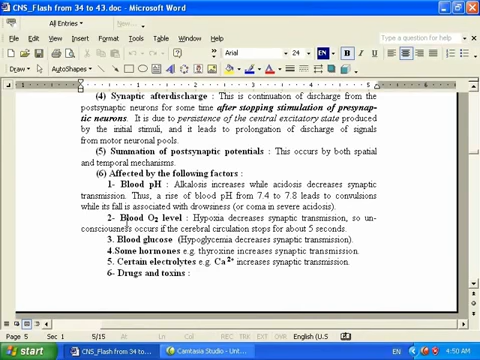 CNS_Flash from 34 to 43.doc - Microsoft Word
All Entries New...
File Edit View Insert Format Tools Table Window Help
Arial 24 EN B
Draw AutoShapes
(4) Synaptic afterdischarge : This is continuation of discharge from the
postsynaptic neurons for some time after stopping stimulation of presynap-
tic neurons. It is due to persistence of the central excitatory state produced
by the initial stimuli, and it leads to prolongation of discharge of signals
from motor neuronal pools.
(5) Summation of postsynaptic potentials : This occurs by both spatial
and temporal mechanisms.
(6) Affected by the following factors :
1- Blood pH : Alkalosis increases while acidosis decreases synaptic
transmission. Thus, a rise of blood pH from 7.4 to 7.8 leads to convulsions
while its fall is associated with drowsiness (or coma in severe acidosis).
2- Blood O₂ level : Hypoxia decreases synaptic transmission, so un-
consciousness occurs if the cerebral circulation stops for about 5 seconds.
3. Blood glucose (Hypoglycemia decreases synaptic transmission).
4.Some hormones e.g. thyroxine increases synaptic transmission.
5. Certain electrolytes e.g. Ca²⁺ increases synaptic transmission.
6- Drugs and toxins :
Page 5 Sec 1 5/15 REC TRK EXT OVR English (U.S
start CNS_Flash from 34 to... Camtasia Studio - Unt... 4:50 AM